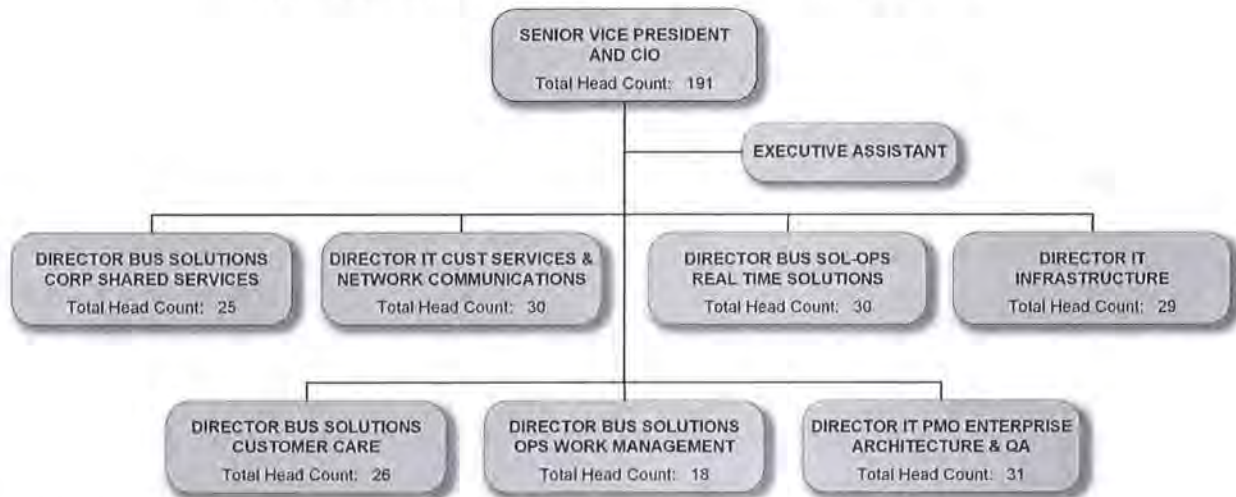 SENIOR VICE PRESIDENT
AND CIO
Total Head Count: 191
EXECUTIVE ASSISTANT
DIRECTOR BUS SOLUTIONS
CORP SHARED SERVICES
Total Head Count: 25
DIRECTOR IT CUST SERVICES &
NETWORK COMMUNICATIONS
Total Head Count: 30
DIRECTOR BUS SOL-OPS
REAL TIME SOLUTIONS
Total Head Count: 30
DIRECTOR IT
INFRASTRUCTURE
Total Head Count: 29
DIRECTOR BUS SOLUTIONS
CUSTOMER CARE
Total Head Count: 26
DIRECTOR BUS SOLUTIONS
OPS WORK MANAGEMENT
Total Head Count: 18
DIRECTOR IT PMO ENTERPRISE
ARCHITECTURE & QA
Total Head Count: 31